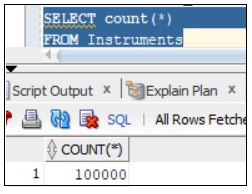 SELECT count(*)
FROM Instruments
Script Output x Explain Plan x
SQL | All Rows Fetche
COUNT(*)
1 100000